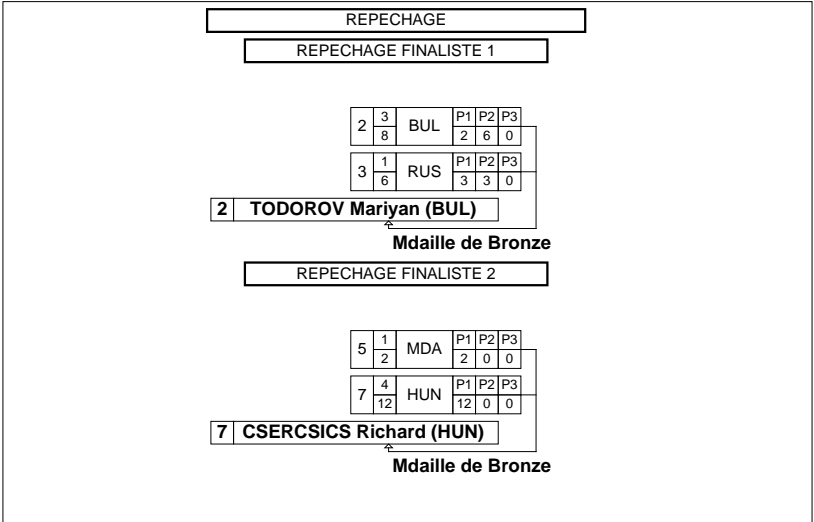 REPECHAGE
REPECHAGE FINALISTE 1
2 3 BUL P1 P2 P3
8 2 6 0
3 1 RUS P1 P2 P3
6 3 3 0
2 TODOROV Mariyan (BUL)
Mdaille de Bronze
REPECHAGE FINALISTE 2
5 1 MDA P1 P2 P3
2 2 0 0
7 4 HUN P1 P2 P3
12 12 0 0
7 CSERCSICS Richard (HUN)
Mdaille de Bronze